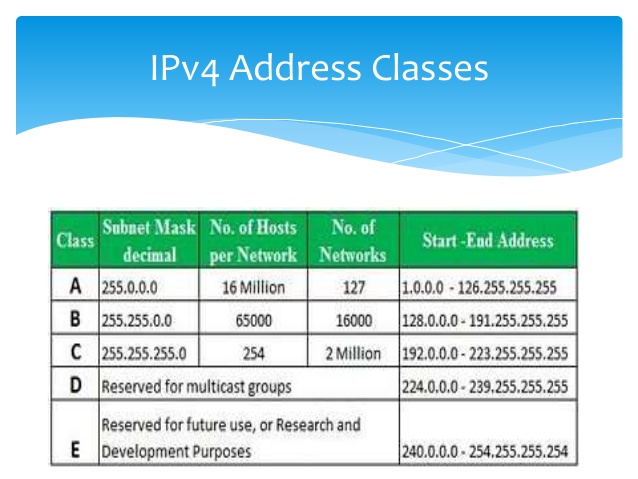 IPv4 Address Classes
Class Subnet Mask decimal No. of Hosts per Network No. of Networks Start -End Address
A 255.0.0.0 16 Million 127 1.0.0.0 - 126.255.255.255
B 255.255.0.0 65000 16000 128.0.0.0 - 191.255.255.255
C 255.255.255.0 254 2 Million 192.0.0.0 - 223.255.255.255
D Reserved for multicast groups 224.0.0.0 - 239.255.255.255
E Reserved for future use, or Research and Development Purposes 240.0.0.0 - 254.255.255.254